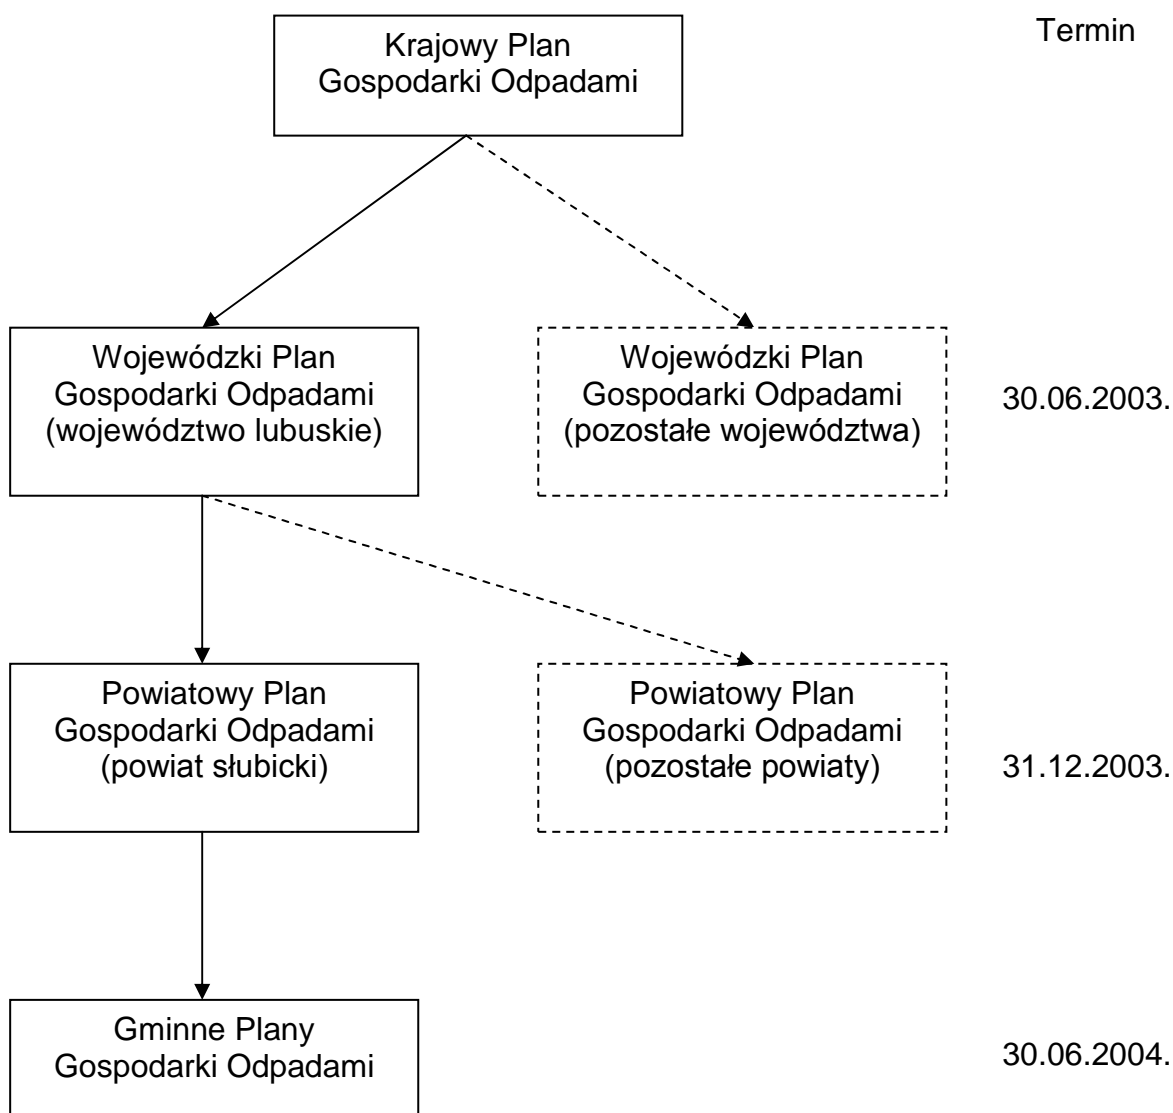 Termin
Krajowy Plan
Gospodarki Odpadami
Wojewódzki Plan
Gospodarki Odpadami
(województwo lubuskie)
Wojewódzki Plan
Gospodarki Odpadami
(pozostałe województwa)
30.06.2003.
Powiatowy Plan
Gospodarki Odpadami
(powiat słubicki)
Powiatowy Plan
Gospodarki Odpadami
(pozostałe powiaty)
31.12.2003.
Gminne Plany
Gospodarki Odpadami
30.06.2004.